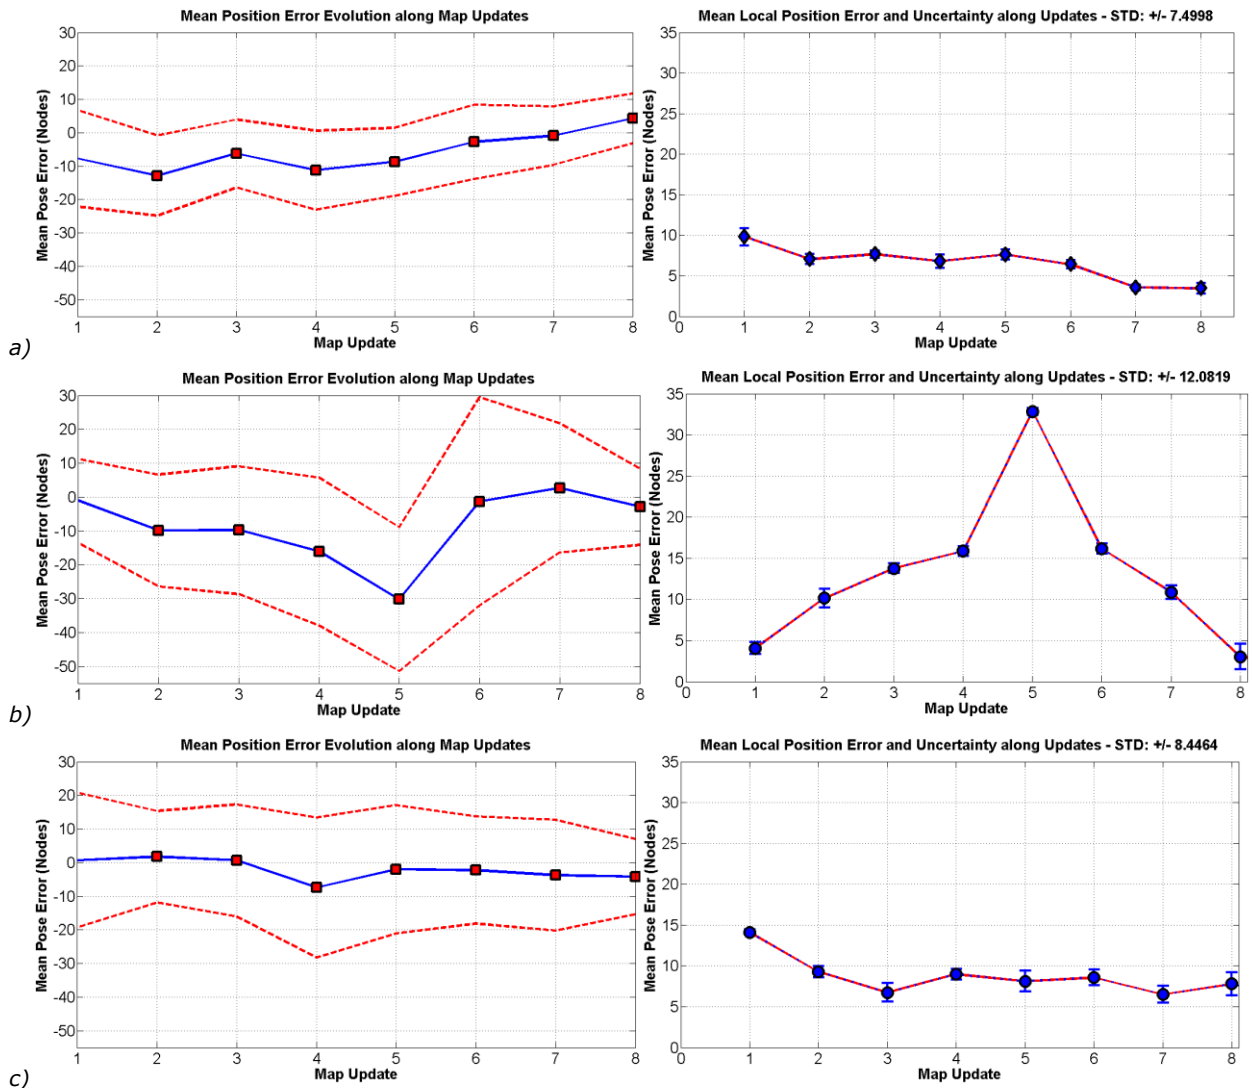 Mean Position Error Evolution along Map Updates
30
20
10
0
-10
-20
-30
-40
-50
Mean Pose Error (Nodes)
1 2 3 4 5 6 7 8
Map Update
Mean Local Position Error and Uncertainty along Updates - STD: +/- 7.4998
35
30
25
20
15
10
5
0
Mean Pose Error (Nodes)
0 1 2 3 4 5 6 7 8
Map Update
a)
Mean Position Error Evolution along Map Updates
30
20
10
0
-10
-20
-30
-40
-50
Mean Pose Error (Nodes)
1 2 3 4 5 6 7 8
Map Update
Mean Local Position Error and Uncertainty along Updates - STD: +/- 12.0819
35
30
25
20
15
10
5
0
Mean Pose Error (Nodes)
0 1 2 3 4 5 6 7 8
Map Update
b)
Mean Position Error Evolution along Map Updates
30
20
10
0
-10
-20
-30
-40
-50
Mean Pose Error (Nodes)
1 2 3 4 5 6 7 8
Map Update
Mean Local Position Error and Uncertainty along Updates - STD: +/- 8.4464
35
30
25
20
15
10
5
0
Mean Pose Error (Nodes)
0 1 2 3 4 5 6 7 8
Map Update
c)